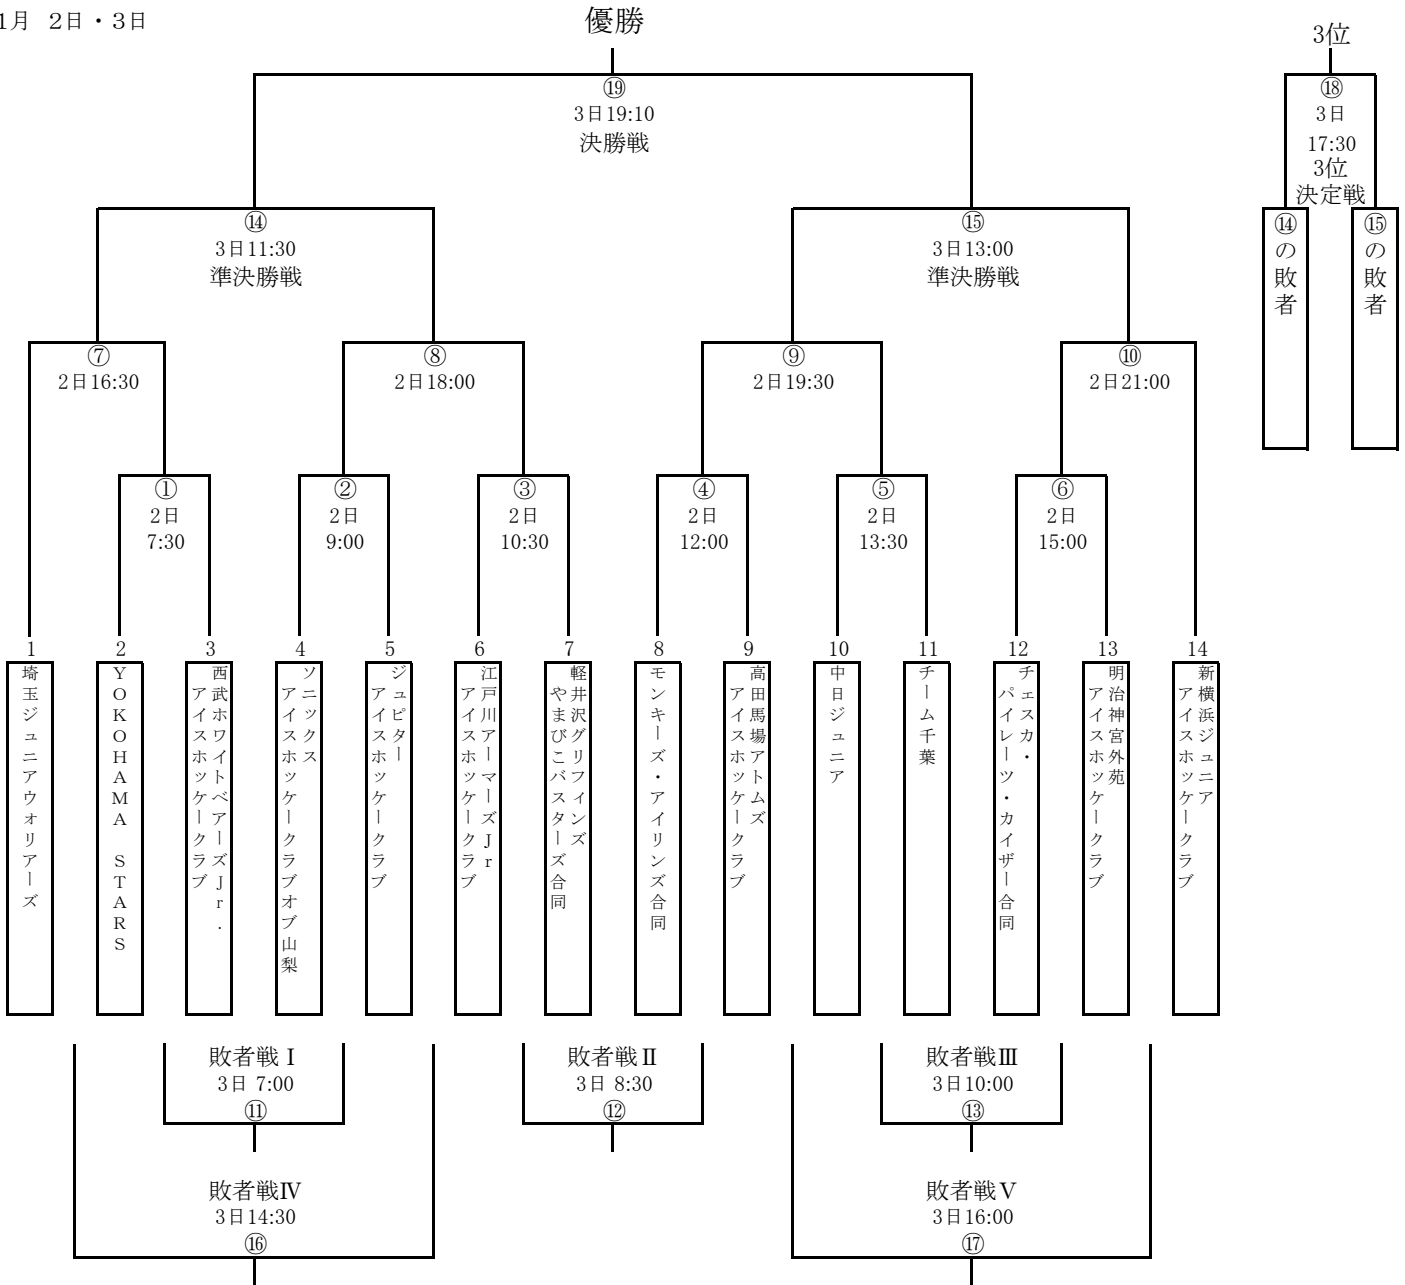 1月 2日・3日
優勝
3位
⑲
3日19:10
決勝戦
⑱
3日
17:30
3位
決定戦
⑭の敗者
⑮の敗者
⑭
3日11:30
準決勝戦
⑮
3日13:00
準決勝戦
⑦
2日16:30
⑧
2日18:00
⑨
2日19:30
⑩
2日21:00
①
2日
7:30
②
2日
9:00
③
2日
10:30
④
2日
12:00
⑤
2日
13:30
⑥
2日
15:00
1
埼玉ジュニアウォリアーズ
2
YOKOHAMA STARS
3
西武ホワイトベアーズJr.
アイスホッケークラブ
4
ソニックス
アイスホッケークラブオブ山梨
5
ジュピター
アイスホッケークラブ
6
江戸川アーマーズJr
アイスホッケークラブ
7
軽井沢グリフィンズ
やまびこバスターズ合同
8
モンキーズ・アイリンズ合同
9
高田馬場アトムズ
アイスホッケークラブ
10
中日ジュニア
11
チーム千葉
12
チェスカ・
パイレーツ・カイザー合同
13
明治神宮外苑
アイスホッケークラブ
14
新横浜ジュニア
アイスホッケークラブ
敗者戦Ⅰ
3日 7:00
⑪
敗者戦Ⅱ
3日 8:30
⑫
敗者戦Ⅲ
3日10:00
⑬
敗者戦Ⅳ
3日14:30
⑯
敗者戦Ⅴ
3日16:00
⑰